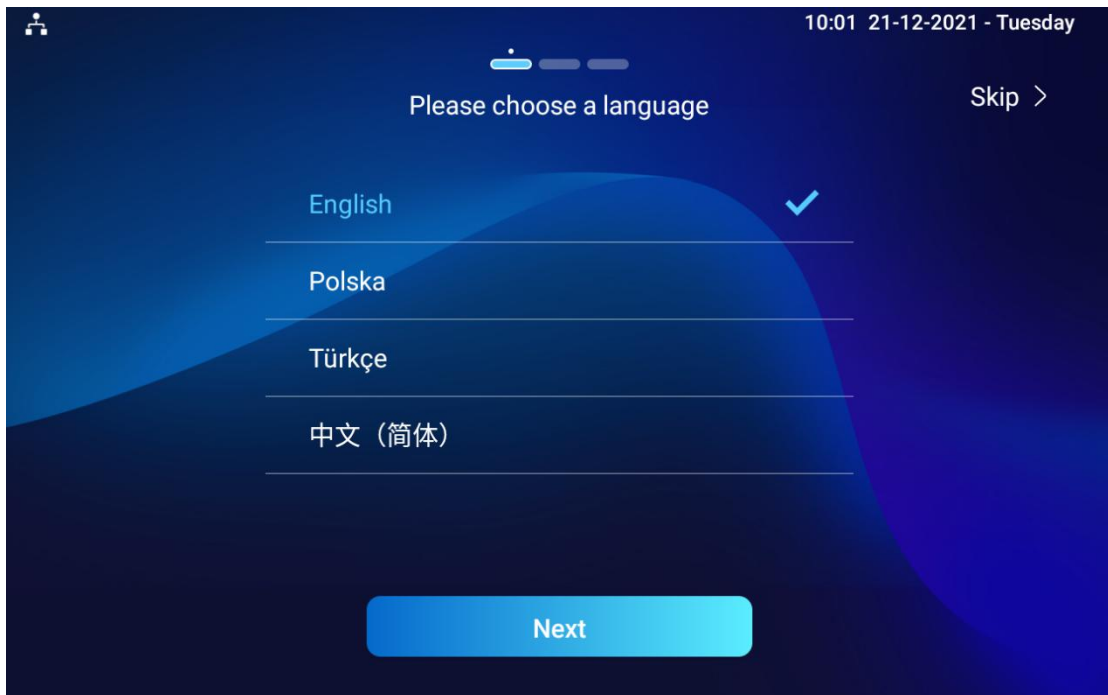 10:01 21-12-2021 - Tuesday
Please choose a language
Skip >
English
Polska
Türkçe
中文（简体）
Next